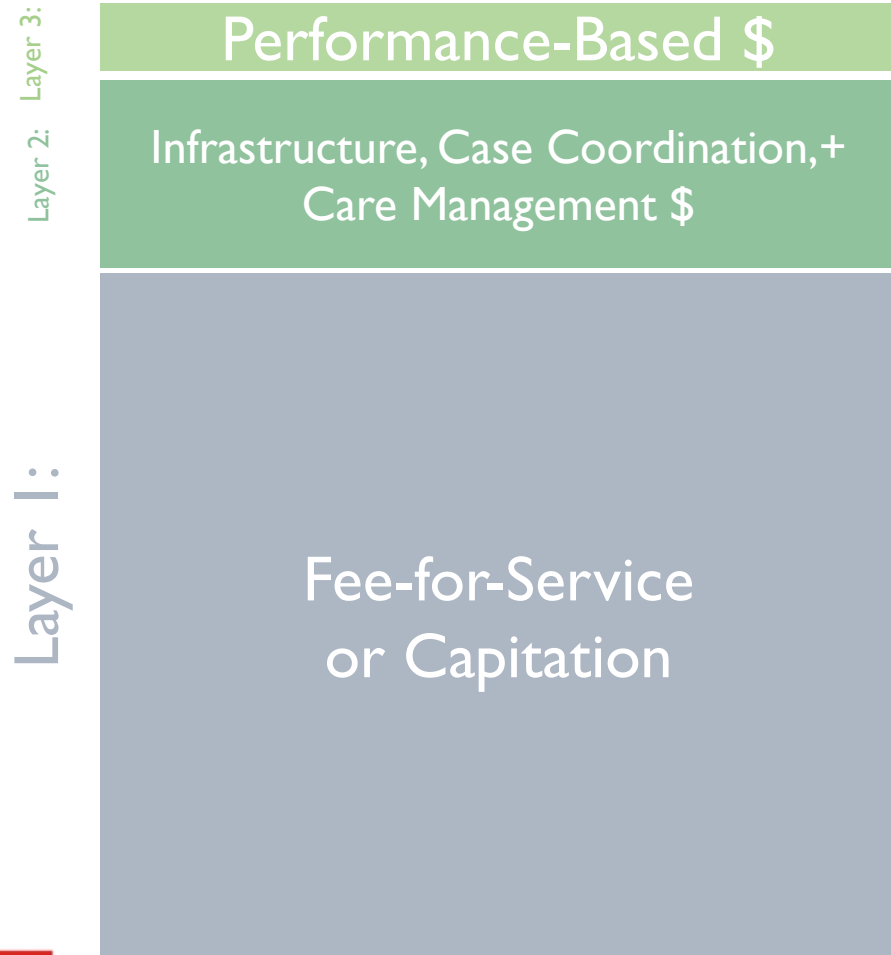 Layer 3:
Performance-Based $
Layer 2:
Infrastructure, Case Coordination,+
Care Management $
Layer 1:
Fee-for-Service
or Capitation